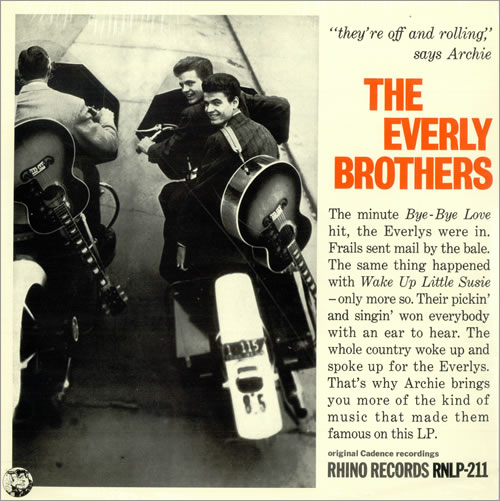 "they're off and rolling,"
says Archie
THE
EVERLY
BROTHERS
The minute Bye-Bye Love
hit, the Everlys were in.
Frails sent mail by the bale.
The same thing happened
with Wake Up Little Susie
–only more so. Their pickin'
and singin' won everybody
with an ear to hear. The
whole country woke up and
spoke up for the Everlys.
That's why Archie brings
you more of the kind of
music that made them
famous on this LP.
original Cadence recordings
RHINO RECORDS RNLP-211